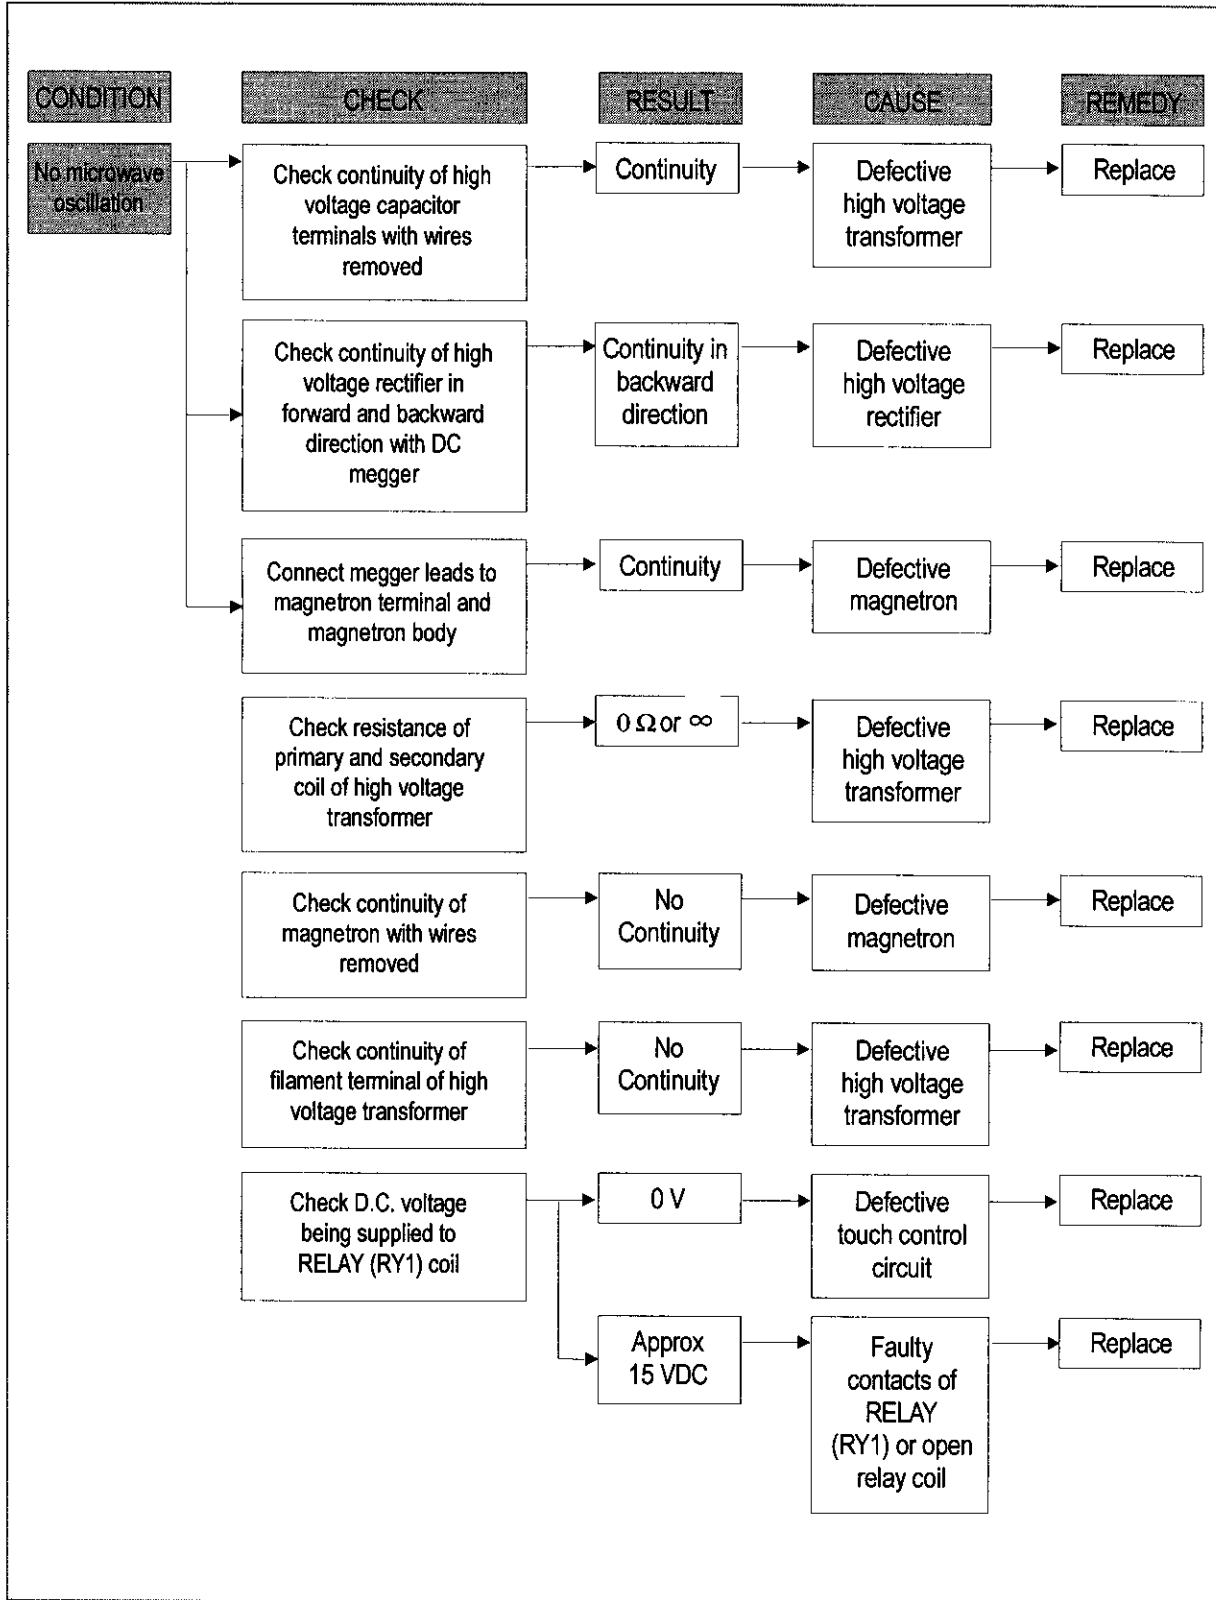 CONDITION
CHECK
RESULT
CAUSE
REMEDY
No microwave
oscillation
Check continuity of high
voltage capacitor
terminals with wires
removed
Continuity
Defective
high voltage
transformer
Replace
Check continuity of high
voltage rectifier in
forward and backward
direction with DC
megger
Continuity in
backward
direction
Defective
high voltage
rectifier
Replace
Connect megger leads to
magnetron terminal and
magnetron body
Continuity
Defective
magnetron
Replace
Check resistance of
primary and secondary
coil of high voltage
transformer
0 Ω or ∞
Defective
high voltage
transformer
Replace
Check continuity of
magnetron with wires
removed
No
Continuity
Defective
magnetron
Replace
Check continuity of
filament terminal of high
voltage transformer
No
Continuity
Defective
high voltage
transformer
Replace
Check D.C. voltage
being supplied to
RELAY (RY1) coil
0 V
Defective
touch control
circuit
Replace
Approx
15 VDC
Faulty
contacts of
RELAY
(RY1) or open
relay coil
Replace